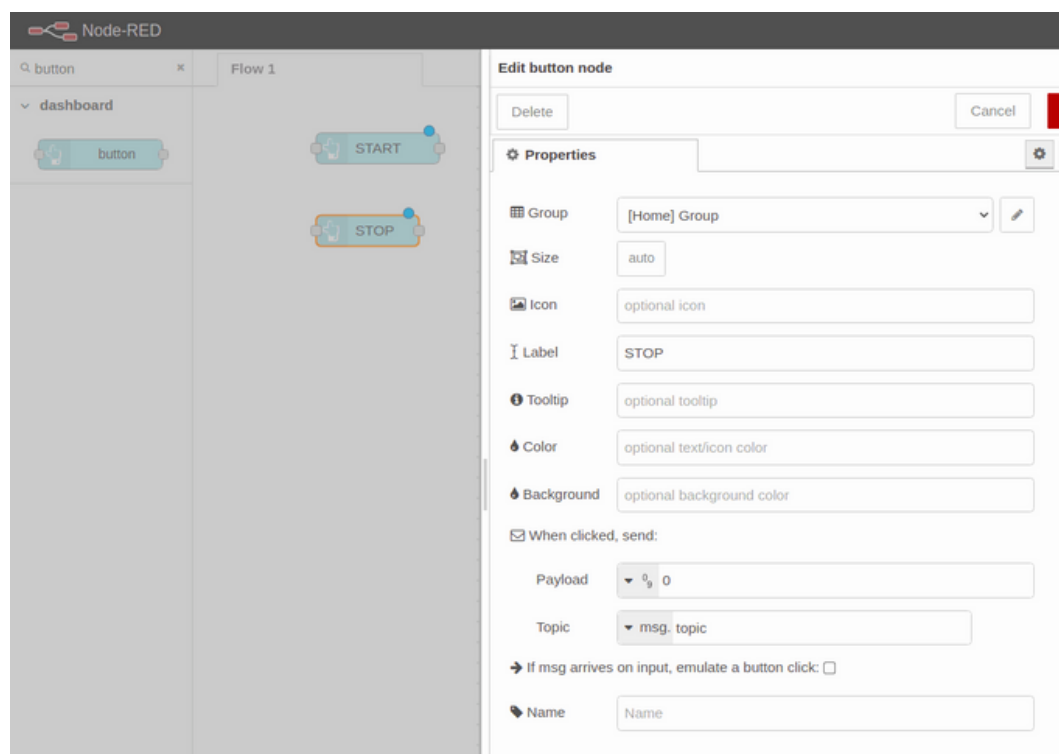 Node-RED
button
Flow 1
Edit button node
dashboard
Delete
Cancel
button
START
STOP
Properties
Group
[Home] Group
Size
auto
Icon
optional icon
Label
STOP
Tooltip
optional tooltip
Color
optional text/icon color
Background
optional background color
When clicked, send:
Payload
0
9
0
Topic
msg. topic
If msg arrives on input, emulate a button click:
Name
Name